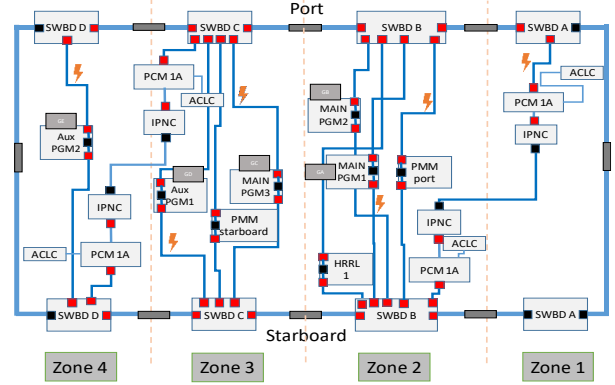 Port
SWBD D
SWBD C
SWBD B
SWBD A
PCM 1A
ACLC
IPNC
ACLC
PCM 1A
IPNC
GE
Aux
PGM2
GB
MAIN
PGM2
GD
Aux
PGM1
GC
MAIN
PGM3
GA
MAIN
PGM1
PMM
port
IPNC
PMM
starboard
IPNC
ACLC
PCM 1A
ACLC
PCM 1A
HRRL
1
SWBD D
SWBD C
SWBD B
SWBD A
Starboard
Zone 4
Zone 3
Zone 2
Zone 1